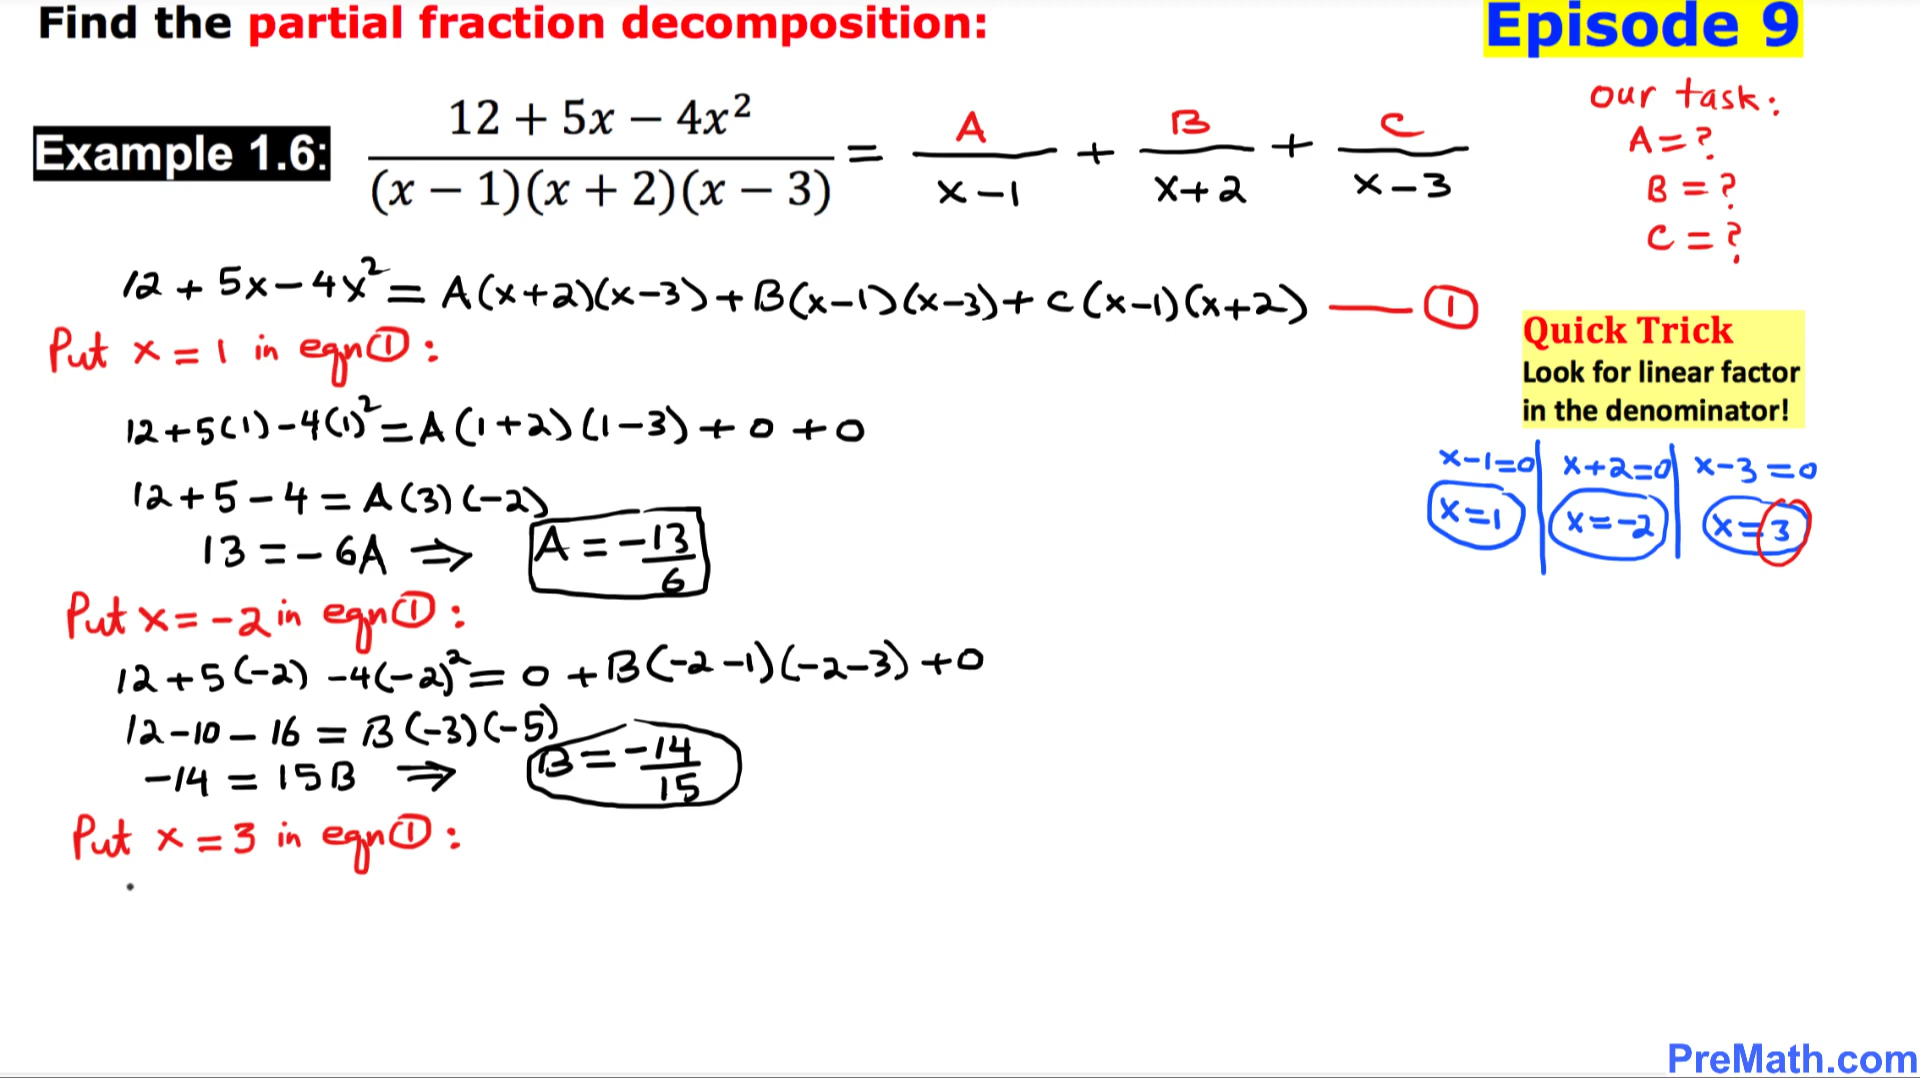 Find the partial fraction decomposition:
Episode 9
Example 1.6: (12 + 5x − 4x²)/((x − 1)(x + 2)(x − 3)) = A/(x−1) + B/(x+2) + C/(x−3)
our task:
A = ?
B = ?
C = ?
12 + 5x − 4x² = A(x+2)(x−3) + B(x−1)(x−3) + C(x−1)(x+2) — ①
Put x = 1 in eqn①:
12+5(1)−4(1)² = A(1+2)(1−3) + 0 + 0
12+5−4 = A(3)(−2)
13 = −6A ⇒ A = −13/6
Put x = −2 in eqn①:
12+5(−2) −4(−2)² = 0 + B(−2−1)(−2−3) + 0
12−10−16 = B(−3)(−5)
−14 = 15B ⇒ B = −14/15
Put x = 3 in eqn①:
Quick Trick
Look for linear factor
in the denominator!
x−1=0 | x+2=0 | x−3=0
x=1 | x=−2 | x=3
PreMath.com